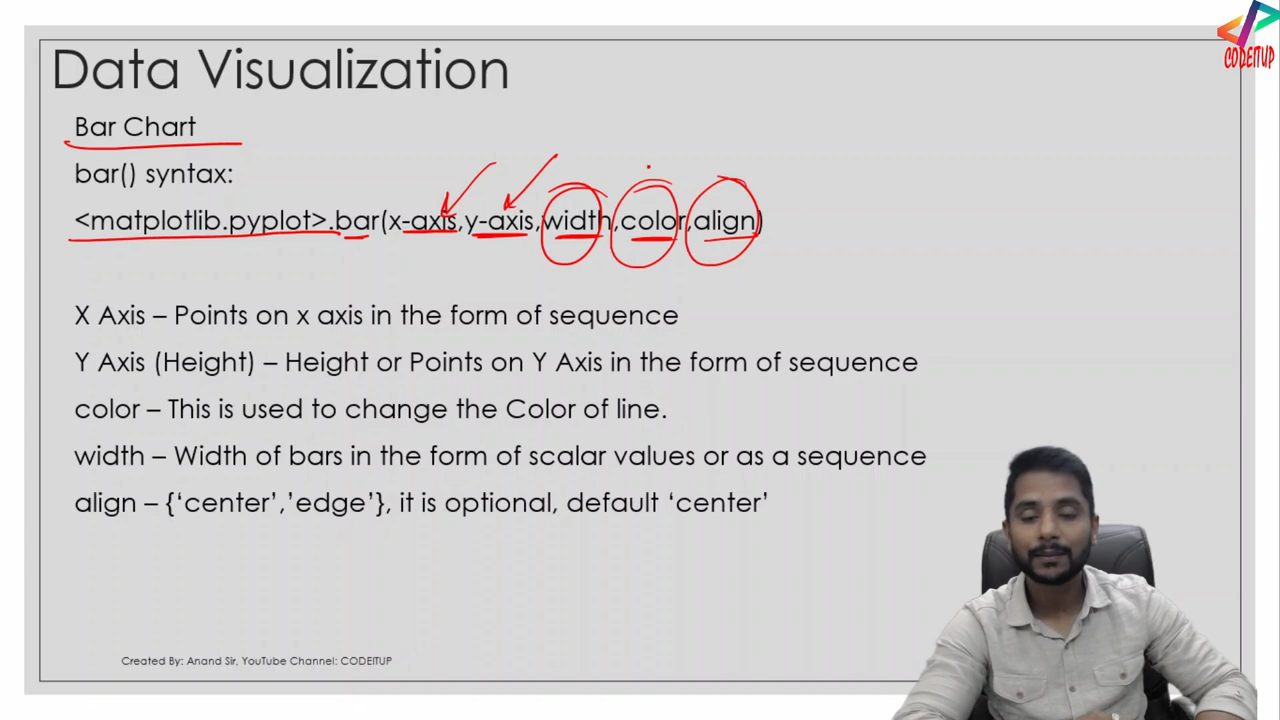 CODEITUP
Data Visualization
Bar Chart
bar() syntax:
<matplotlib.pyplot>.bar(x-axis,y-axis,width,color,align)
X Axis – Points on x axis in the form of sequence
Y Axis (Height) – Height or Points on Y Axis in the form of sequence
color – This is used to change the Color of line.
width – Width of bars in the form of scalar values or as a sequence
align – {‘center’,’edge’}, it is optional, default ‘center’
Created By: Anand Sir, YouTube Channel: CODEITUP